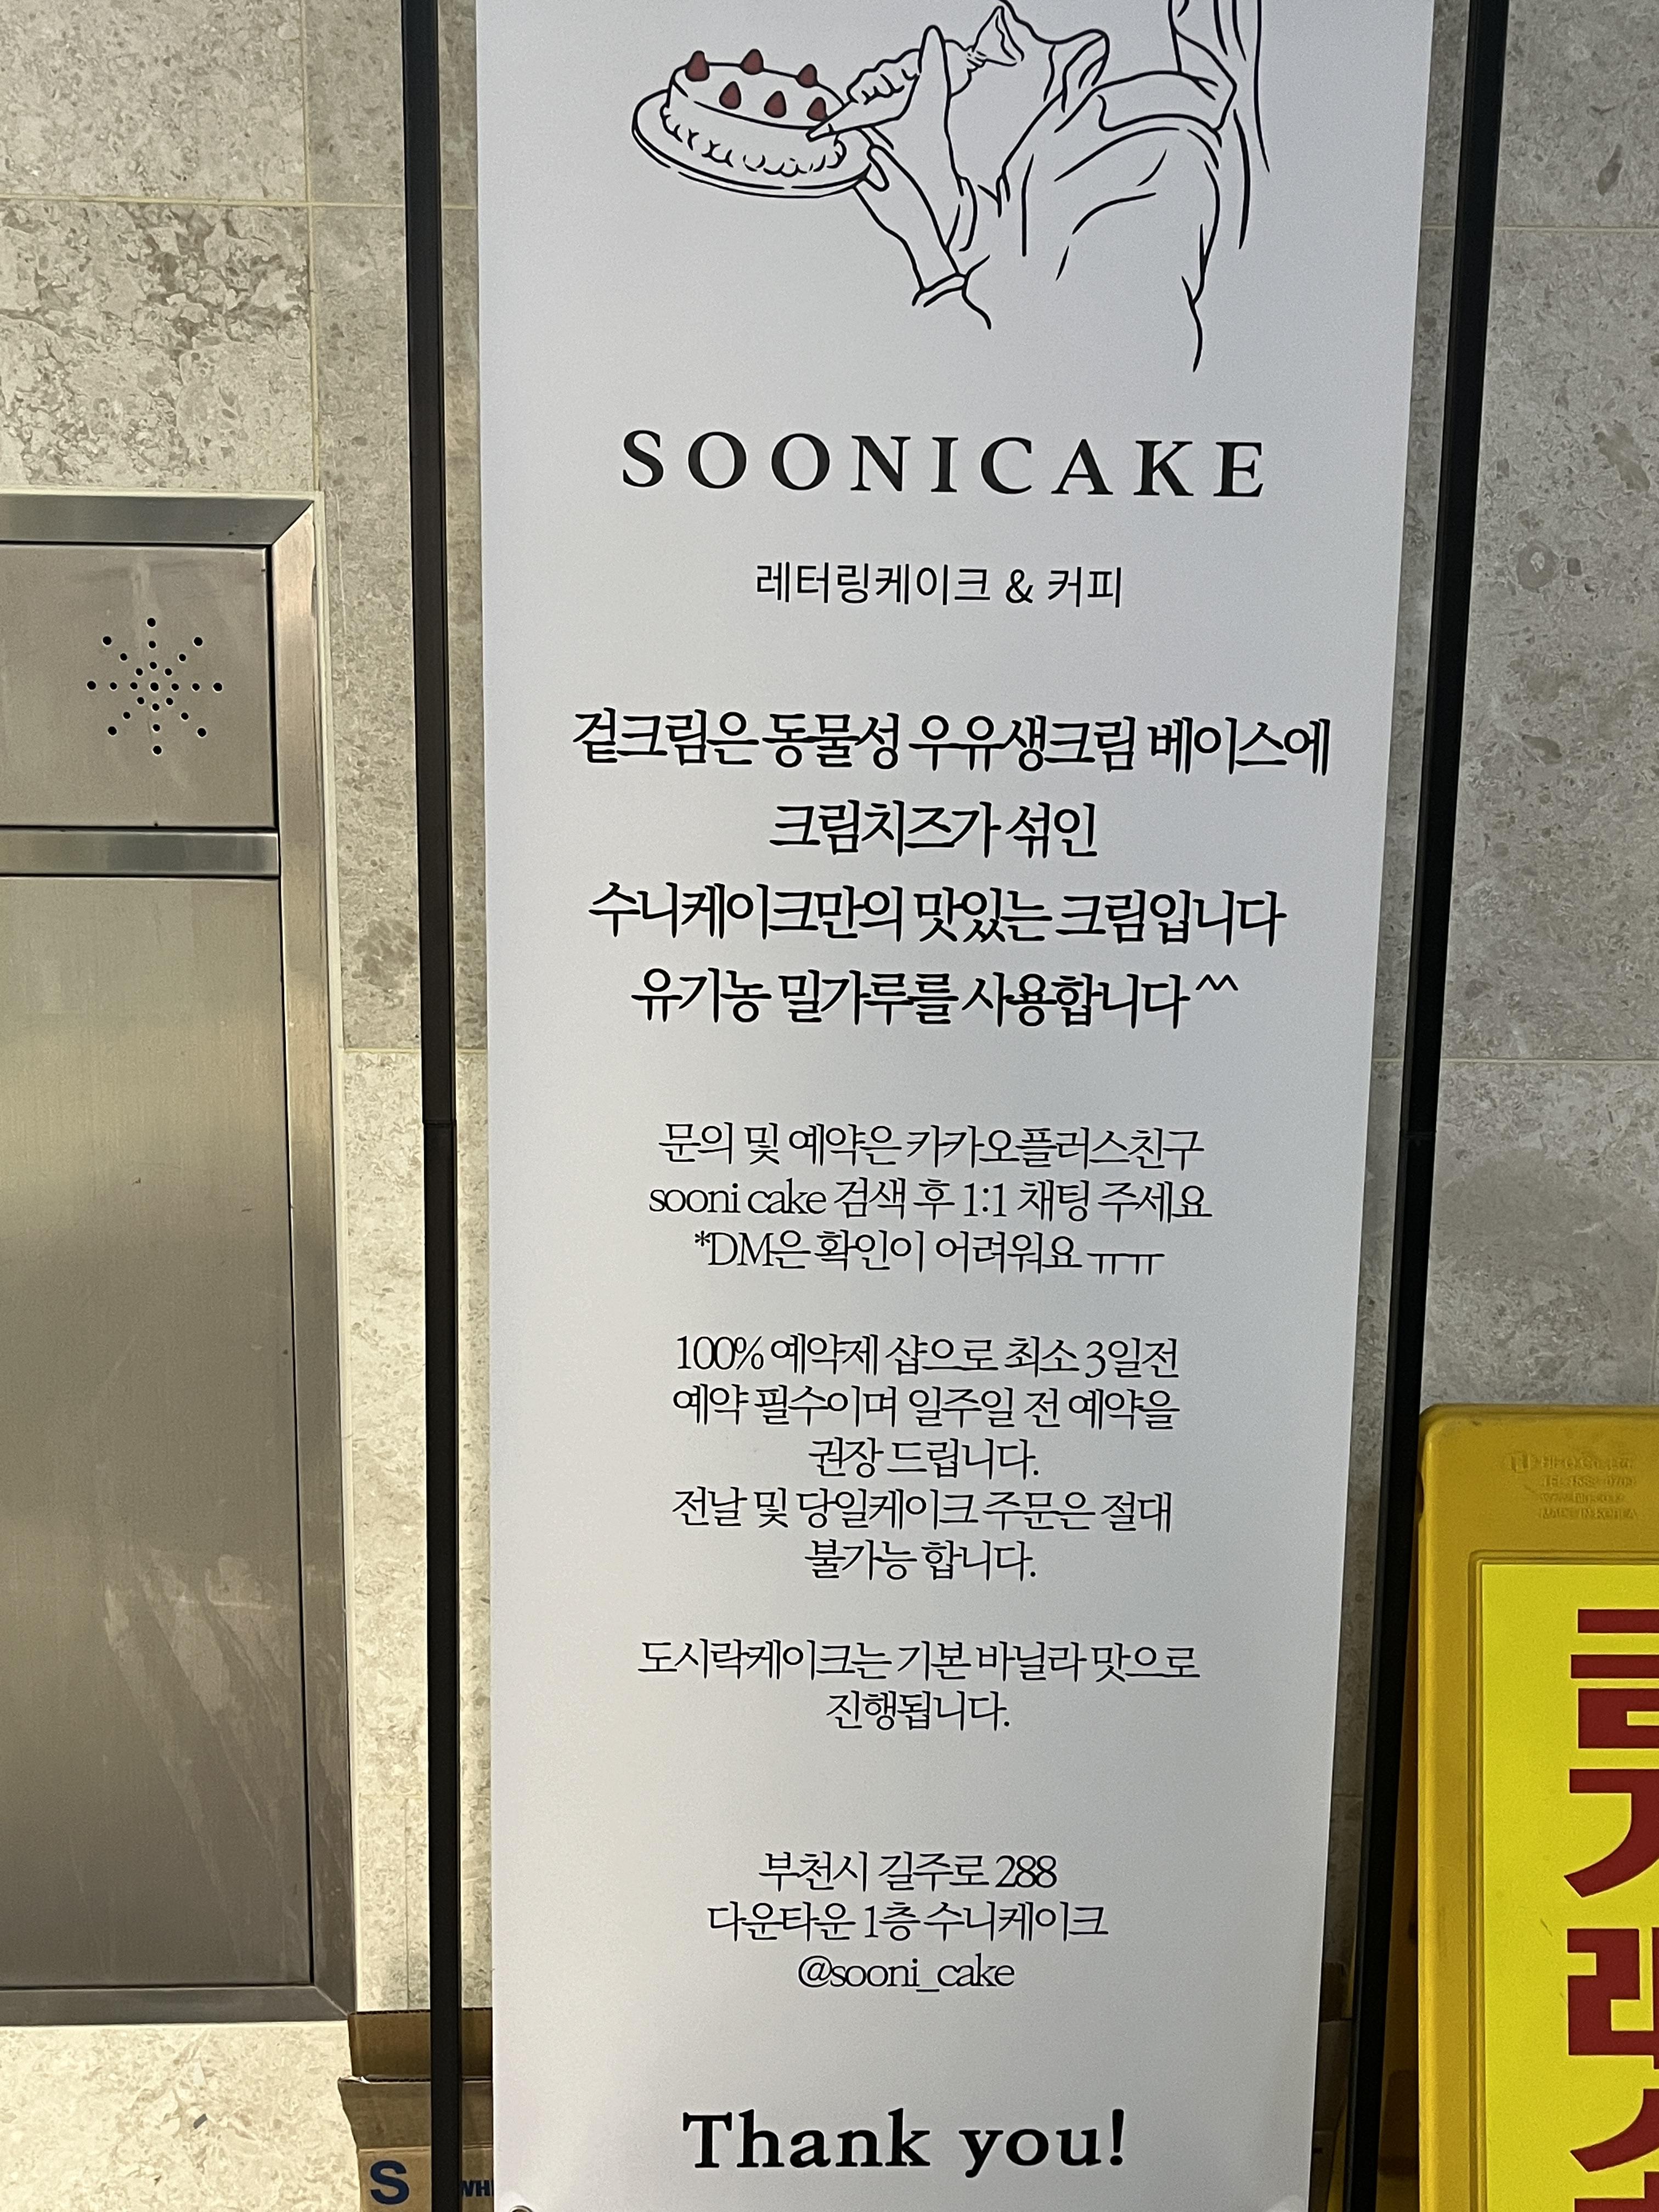 SOONICAKE
레터링케이크 & 커피
겉크림은 동물성 우유생크림 베이스에
크림치즈가 섞인
수니케이크만의 맛있는 크림입니다
유기농 밀가루를 사용합니다^^
문의 및 예약은 카카오플러스친구
sooni cake 검색 후 1:1 채팅 주세요
*DM은 확인이 어려워요 ㅠㅠ
100% 예약제 샵으로 최소 3일전
예약 필수이며 일주일 전 예약을
권장 드립니다.
전날 및 당일케이크 주문은 절대
불가능 합니다.
도시락케이크는 기본 바닐라 맛으로
진행됩니다.
부천시 길주로 288
다운타운 1층 수니케이크
@sooni_cake
Thank you!
S
MADE IN KOREA